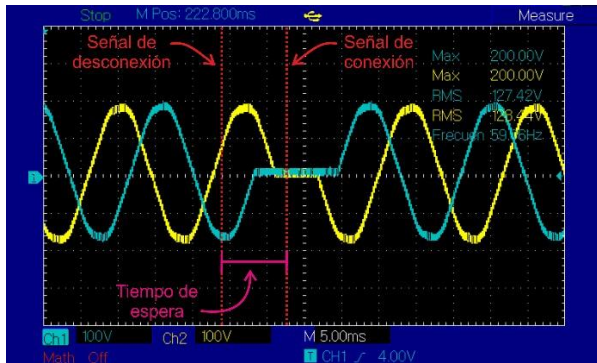 Stop M Pos: 222.800ms Measure
Señal de
desconexión
Señal de
conexión
Max 200.00V
Max 200.00V
RMS 127.42V
RMS
Frecuen
Tiempo de
espera
Ch1 100V Ch2 100V M 5.00ms
Math Off CH1 4.00V